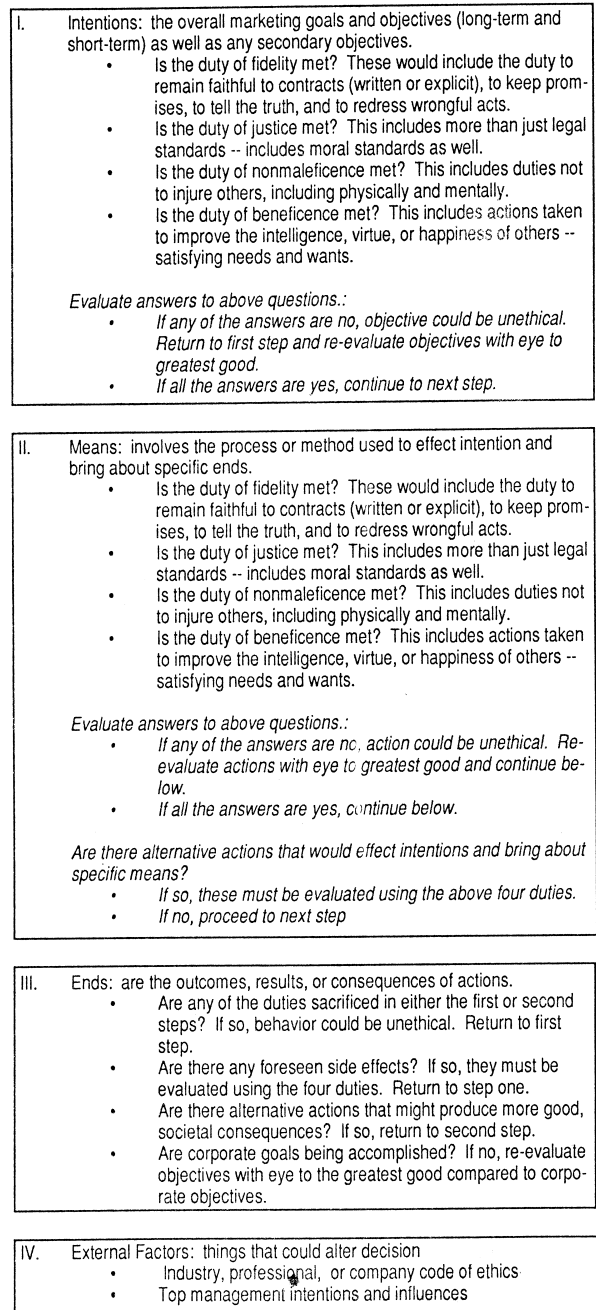 I. Intentions: the overall marketing goals and objectives (long-term and
short-term) as well as any secondary objectives.
• Is the duty of fidelity met? These would include the duty to
remain faithful to contracts (written or explicit), to keep prom-
ises, to tell the truth, and to redress wrongful acts.
• Is the duty of justice met? This includes more than just legal
standards -- includes moral standards as well.
• Is the duty of nonmaleficence met? This includes duties not
to injure others, including physically and mentally.
• Is the duty of beneficence met? This includes actions taken
to improve the intelligence, virtue, or happiness of others --
satisfying needs and wants.
Evaluate answers to above questions.:
• If any of the answers are no, objective could be unethical.
Return to first step and re-evaluate objectives with eye to
greatest good.
• If all the answers are yes, continue to next step.
II. Means: involves the process or method used to effect intention and
bring about specific ends.
• Is the duty of fidelity met? These would include the duty to
remain faithful to contracts (written or explicit), to keep prom-
ises, to tell the truth, and to redress wrongful acts.
• Is the duty of justice met? This includes more than just legal
standards -- includes moral standards as well.
• Is the duty of nonmaleficence met? This includes duties not
to injure others, including physically and mentally.
• Is the duty of beneficence met? This includes actions taken
to improve the intelligence, virtue, or happiness of others --
satisfying needs and wants.
Evaluate answers to above questions.:
• If any of the answers are no, action could be unethical. Re-
evaluate actions with eye to greatest good and continue be-
low.
• If all the answers are yes, continue below.
Are there alternative actions that would effect intentions and bring about
specific means?
• If so, these must be evaluated using the above four duties.
• If no, proceed to next step
III. Ends: are the outcomes, results, or consequences of actions.
• Are any of the duties sacrificed in either the first or second
steps? If so, behavior could be unethical. Return to first
step.
• Are there any foreseen side effects? If so, they must be
evaluated using the four duties. Return to step one.
• Are there alternative actions that might produce more good,
societal consequences? If so, return to second step.
• Are corporate goals being accomplished? If no, re-evaluate
objectives with eye to the greatest good compared to corpo-
rate objectives.
IV. External Factors: things that could alter decision
• Industry, professional, or company code of ethics
• Top management intentions and influences